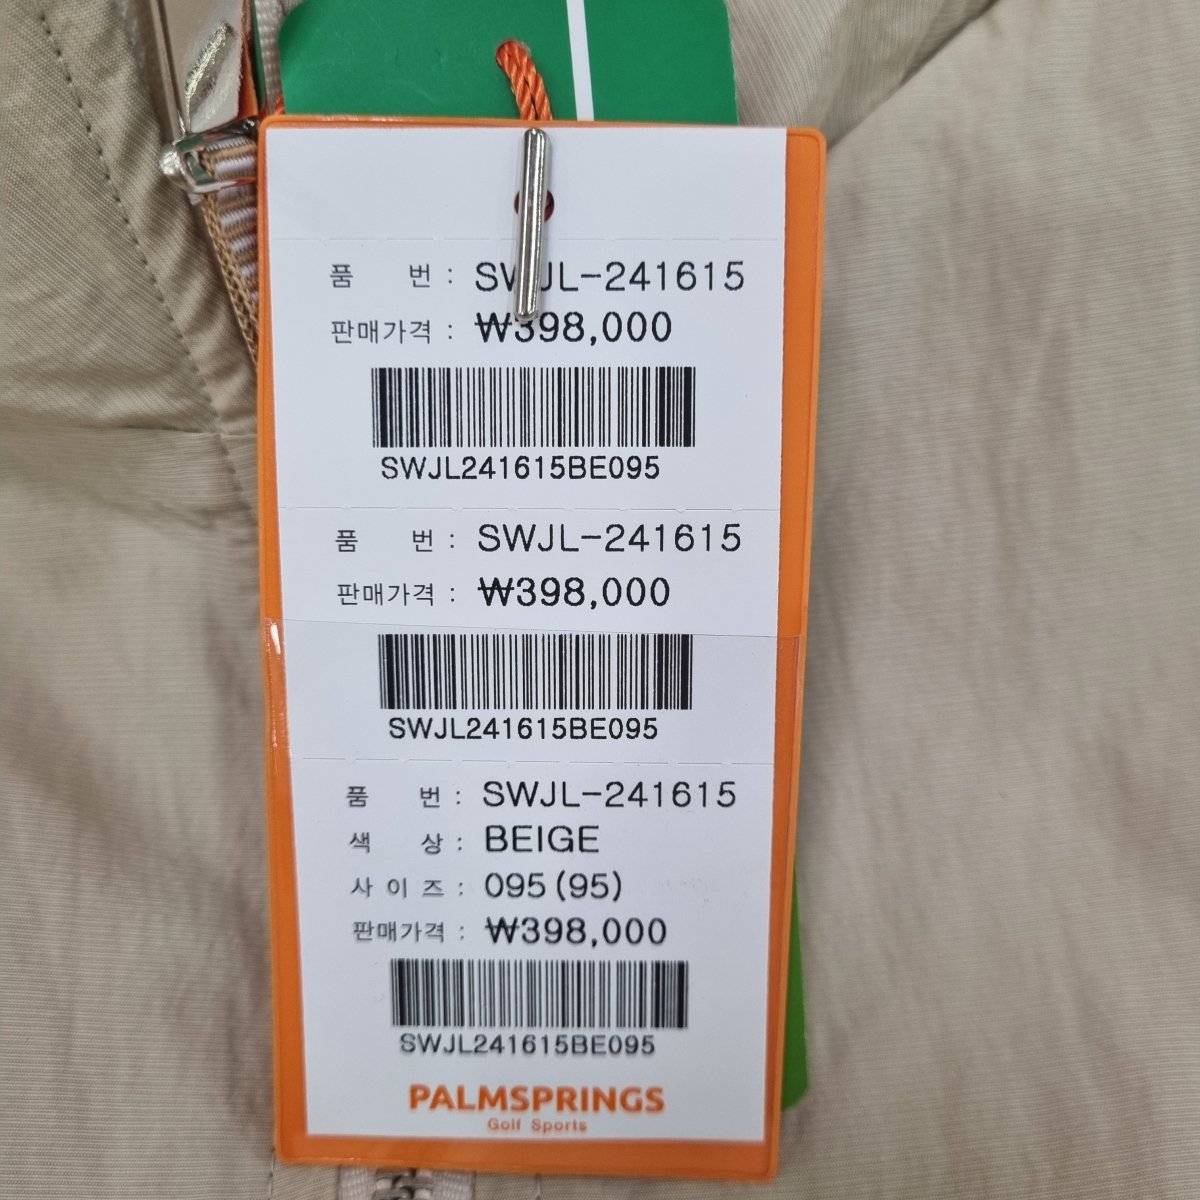 품 번 : SWJL-241615
판매가격 : ₩398,000
SWJL241615BE095
품 번 : SWJL-241615
판매가격 : ₩398,000
SWJL241615BE095
품 번 : SWJL-241615
색 상 : BEIGE
사 이 즈 : 095(95)
판매가격 : ₩398,000
SWJL241615BE095
PALMSPRINGS
Golf Sports